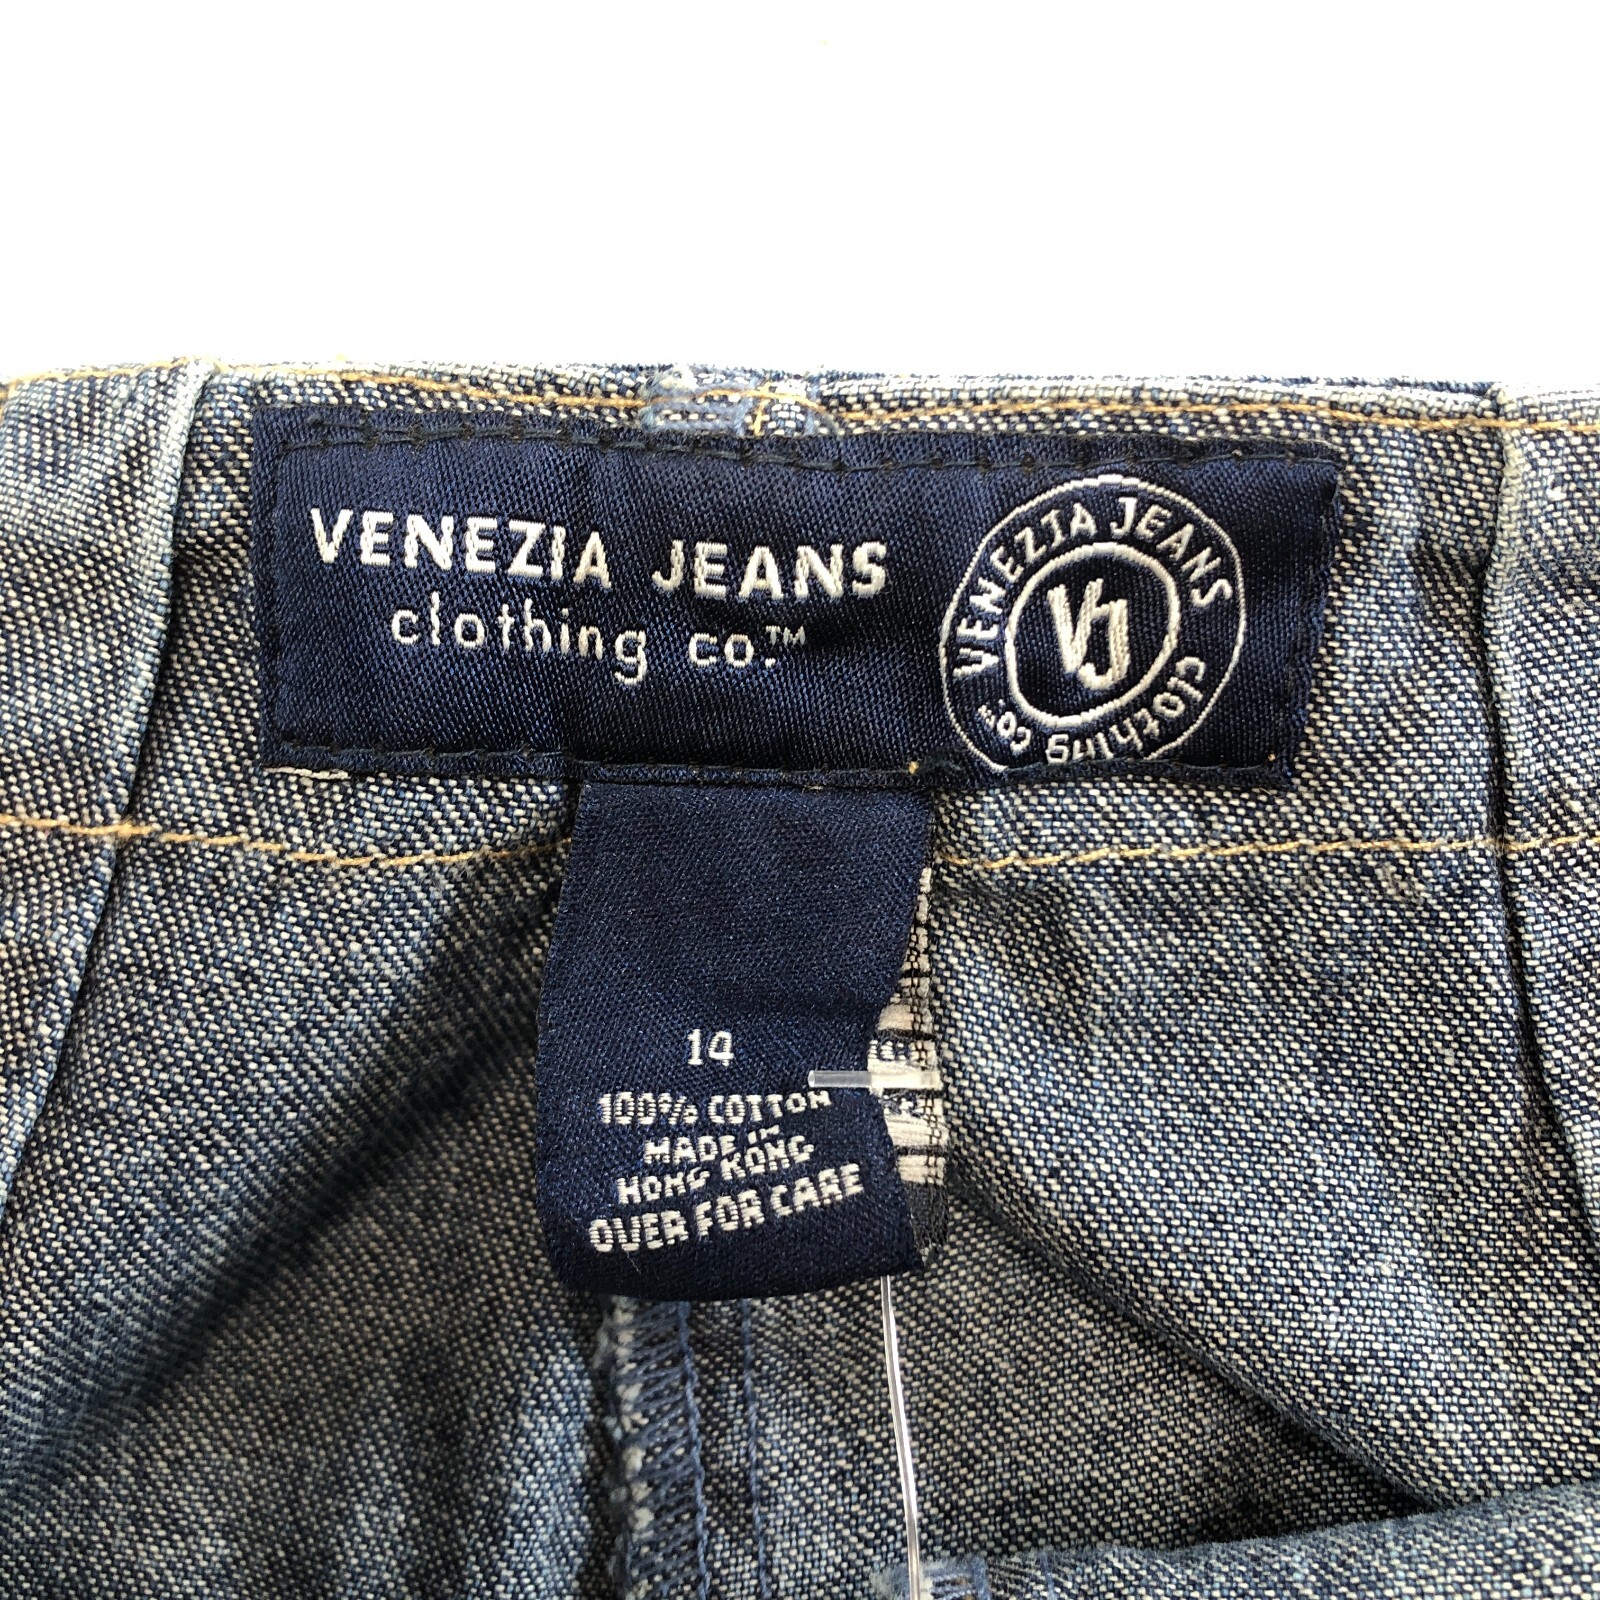 VENEZIA JEANS
clothing co.™
VENEZIA JEANS
clothing co.™
VJ
14
100% COTTON
MADE IN
HONG KONG
OVER FOR CARE